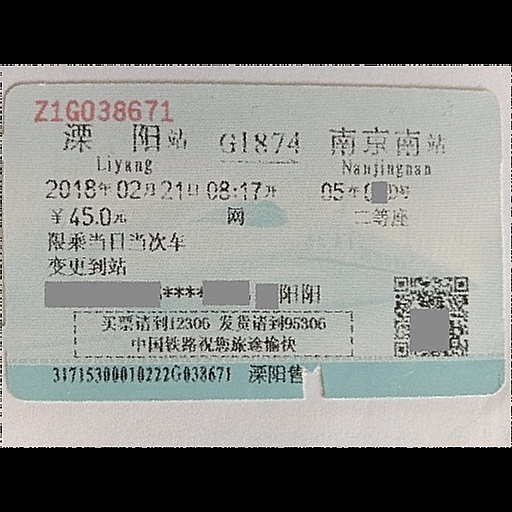 Z1G038671
溧 阳站 G1874 南京南站
Liyang Nanjingnan
2018年02月21日08:17开 05车0 号
￥45.0元 网 二等座
限乘当日当次车
变更到站
**** 阳阳
买票请到12306 发货请到95306
中国铁路祝您旅途愉快
31715300010222G038671 溧阳售